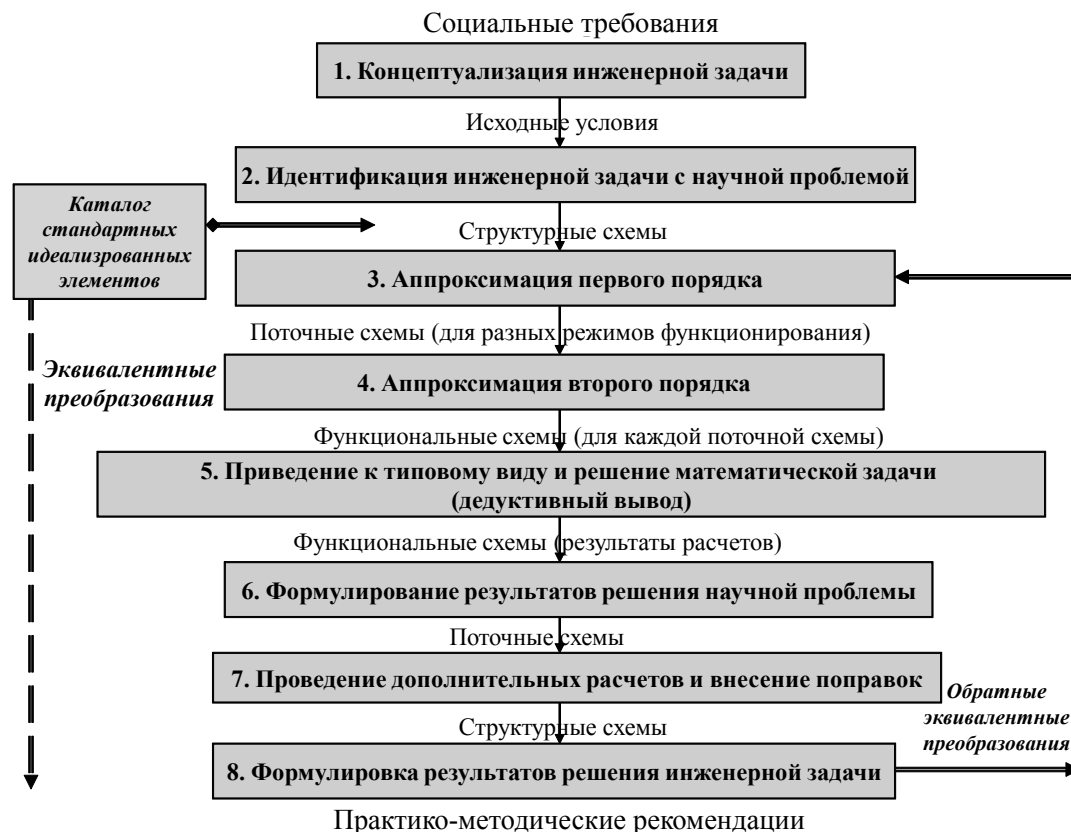 Социальные требования
1. Концептуализация инженерной задачи
Исходные условия
2. Идентификация инженерной задачи с научной проблемой
Каталог
стандартных
идеализрованных
элементов
Структурные схемы
3. Аппроксимация первого порядка
Поточные схемы (для разных режимов функционирования)
Эквивалентные
преобразования
4. Аппроксимация второго порядка
Функциональные схемы (для каждой поточной схемы)
5. Приведение к типовому виду и решение математической задачи
(дедуктивный вывод)
Функциональные схемы (результаты расчетов)
6. Формулирование результатов решения научной проблемы
Поточные схемы
7. Проведение дополнительных расчетов и внесение поправок
Структурные схемы
Обратные
эквивалентные
преобразования
8. Формулировка результатов решения инженерной задачи
Практико-методические рекомендации